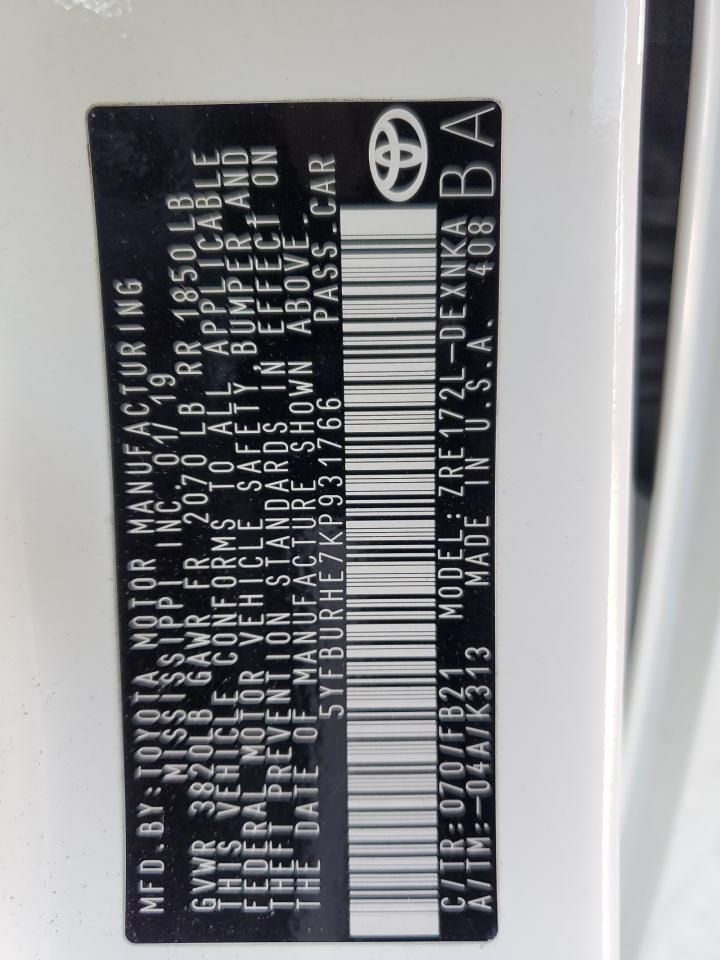 MFD.BY:TOYOTA MOTOR MANUFACTURING
MISSISSIPPI INC. 01/19
GVWR 3820LB GAWR FR 2070 LB RR 1850 LB
THIS VEHICLE CONFORMS TO ALL APPLICABLE
FEDERAL MOTOR VEHICLE SAFETY, BUMPER,AND
THEFT PREVENTION STANDARDS IN EFFECT ON
THE DATE OF MANUFACTURE SHOWN ABOVE.
5YFBURHE7KP931766 PASS.CAR
C/TR:070/FB21 MODEL:ZRE172L-DEXNKA
A/TM:-04A/K313 MADE IN U.S.A. 408
BA